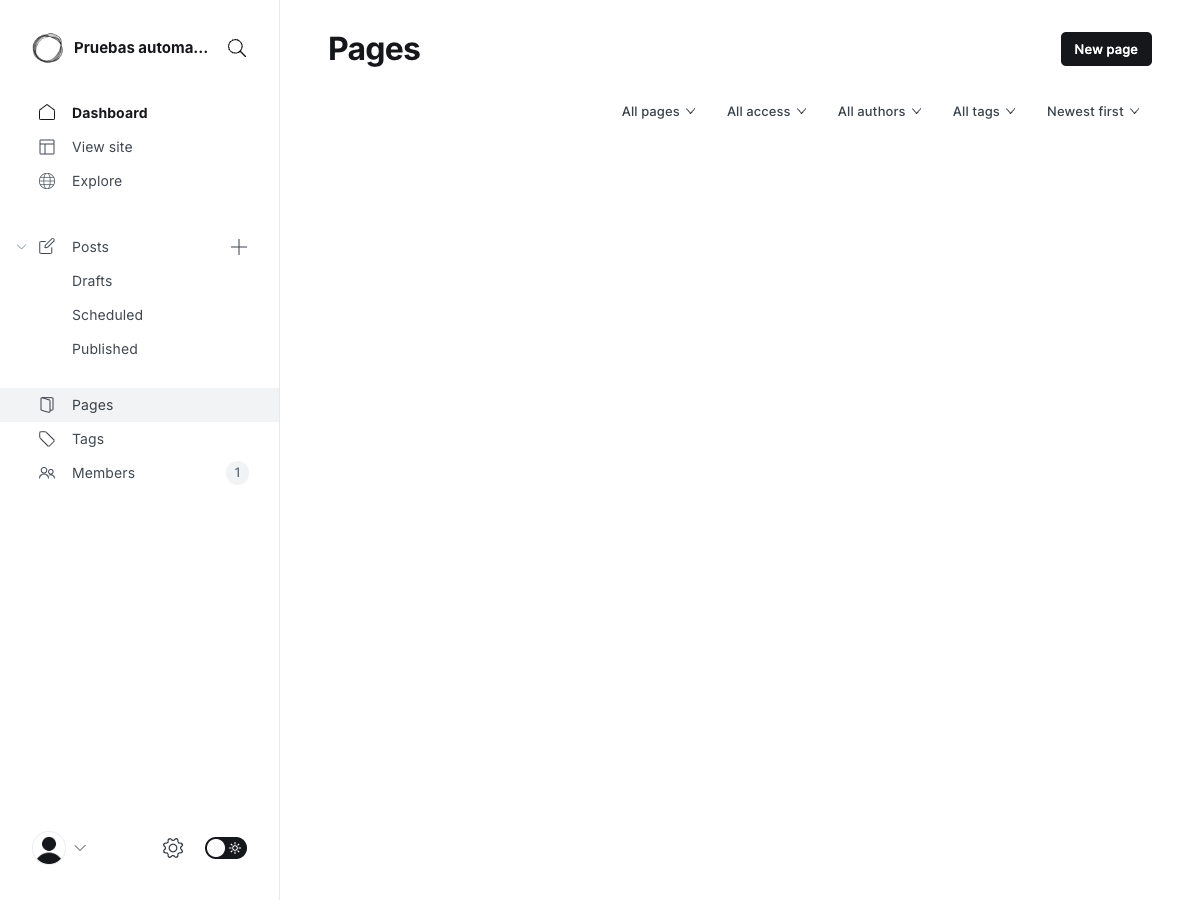 Pruebas automa...
Dashboard
View site
Explore
Posts
Drafts
Scheduled
Published
Pages
Tags
Members 1
Pages
New page
All pages All access All authors All tags Newest first